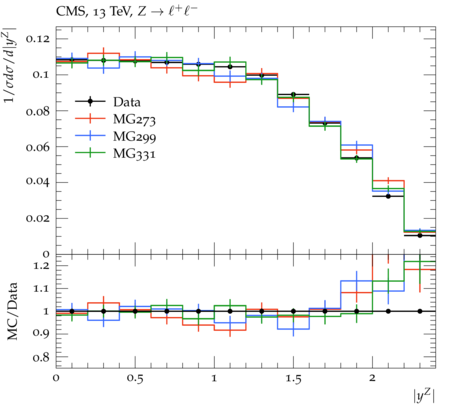 CMS, 13 TeV, Z → ℓ⁺ℓ⁻
1/σdσ/d|y^Z|
0.12
0.1
0.08
0.06
0.04
0.02
0
Data
MG273
MG299
MG331
MC/Data
1.2
1.1
1
0.9
0.8
0 0.5 1 1.5 2
|y^Z|